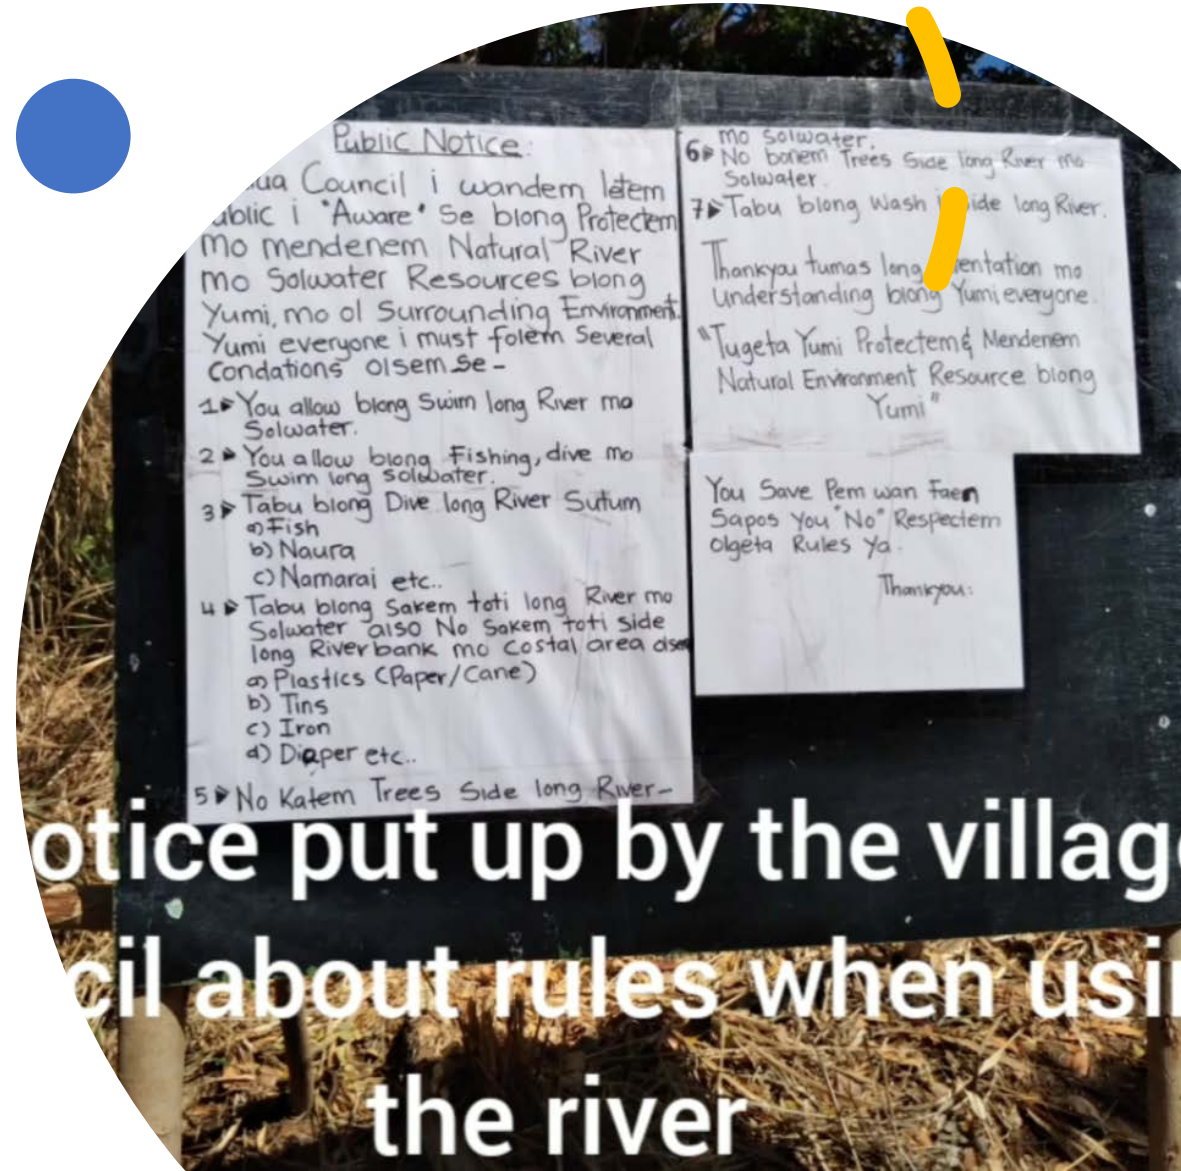 Public Notice:
Council i wandem letem
i "Aware" Se blong Protectem
mo mendenem Natural River
mo Solwater Resources blong
Yumi, mo ol Surrounding Environment.
Yumi everyone i must folem Several
Condations olsem Se -
1 You allow blong Swim long River mo
Solwater.
2 You allow blong Fishing, dive mo
Swim long solwater.
3 Tabu blong Dive long River Sutum
a) Fish
b) Naura
c) Namarai etc..
4 Tabu blong Sakem toti long River mo
Solwater also No Sakem toti side
long Riverbank mo Costal area
a) Plastics (Paper/Cane)
b) Tins
c) Iron
d) Diaper etc..
5 No Katem Trees Side long River-
mo Solwater.
6 No bonem Trees Side long River mo
Solwater.
7 Tabu blong Wash long River.
Thankyou tumas long mo
Understanding blong Yumi everyone.
"Tugeta Yumi Protectem & Mendenem
Natural Environment Resource blong
Yumi"
You Save Pem wan Faen
Sapos You "No" Respectem
Olgeta Rules Ya.
Thankyou:
put up by the
about rules when
the river